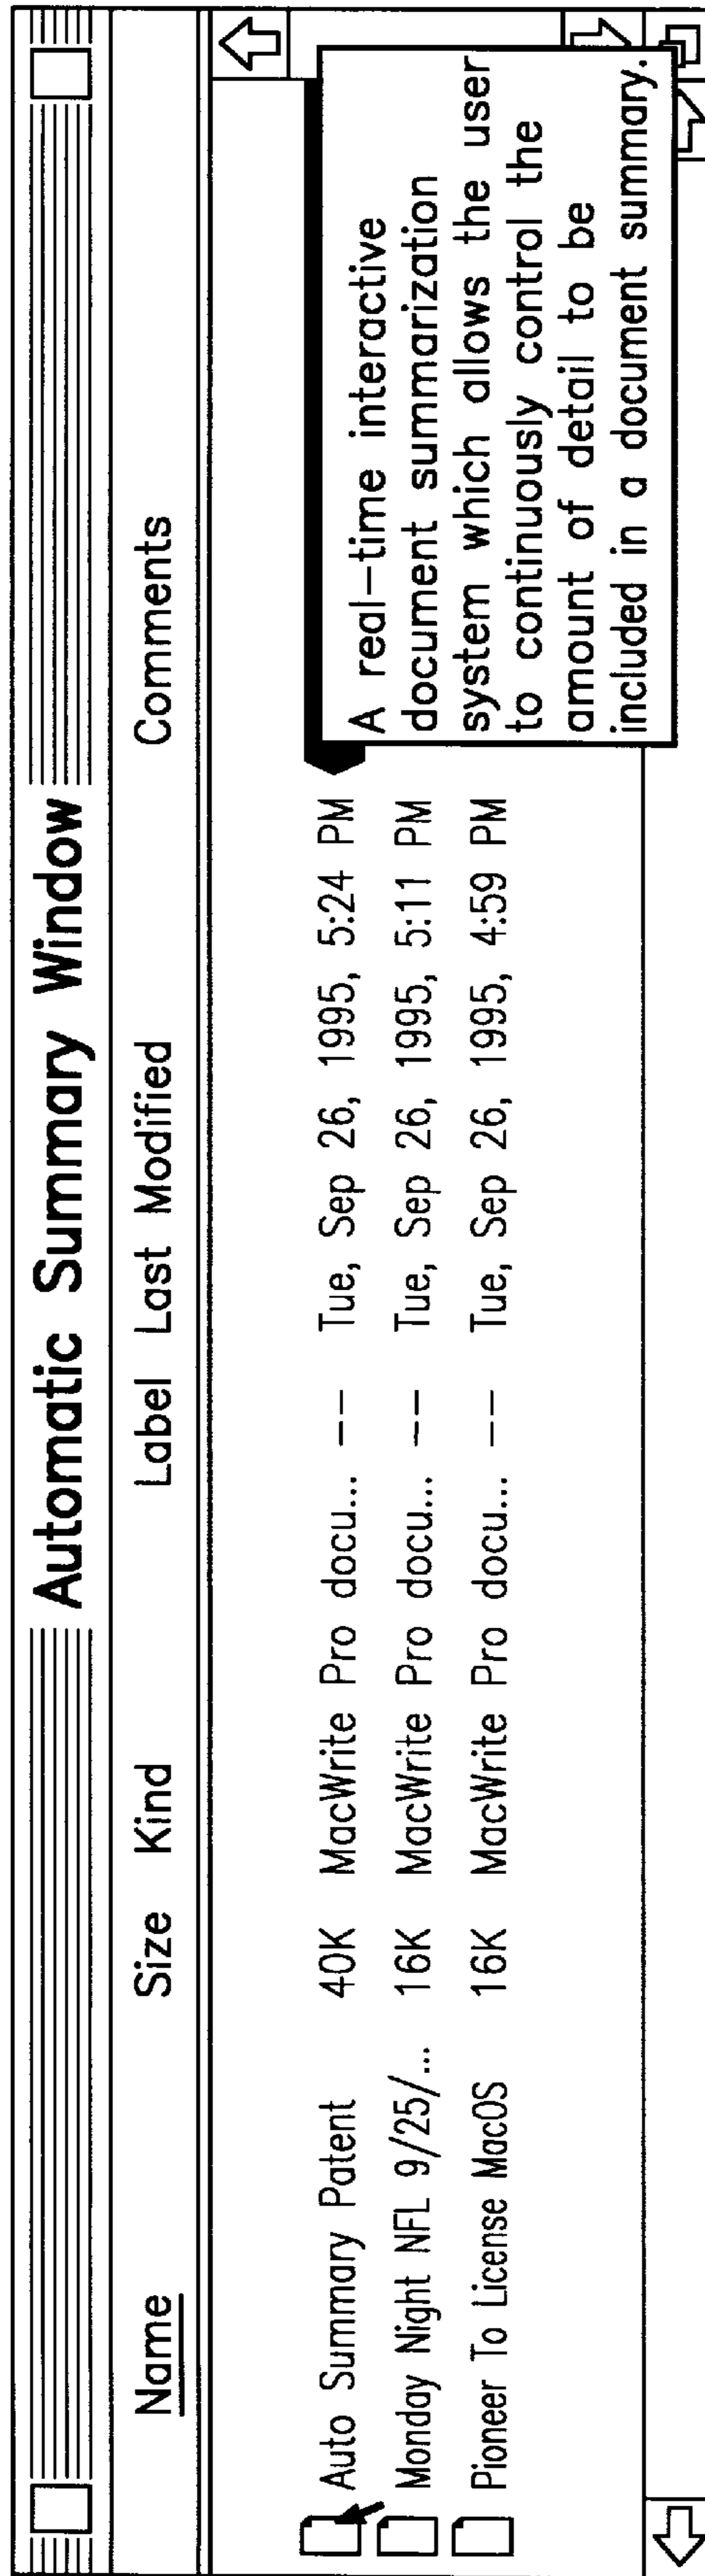 Automatic Summary Window
Name Size Kind Label Last Modified Comments
Auto Summary Patent 40K MacWrite Pro docu... -- Tue, Sep 26, 1995, 5:24 PM
Monday Night NFL 9/25/... 16K MacWrite Pro docu... -- Tue, Sep 26, 1995, 5:11 PM
Pioneer To License MacOS 16K MacWrite Pro docu... -- Tue, Sep 26, 1995, 4:59 PM
A real-time interactive
document summarization
system which allows the user
to continuously control the
amount of detail to be
included in a document summary.